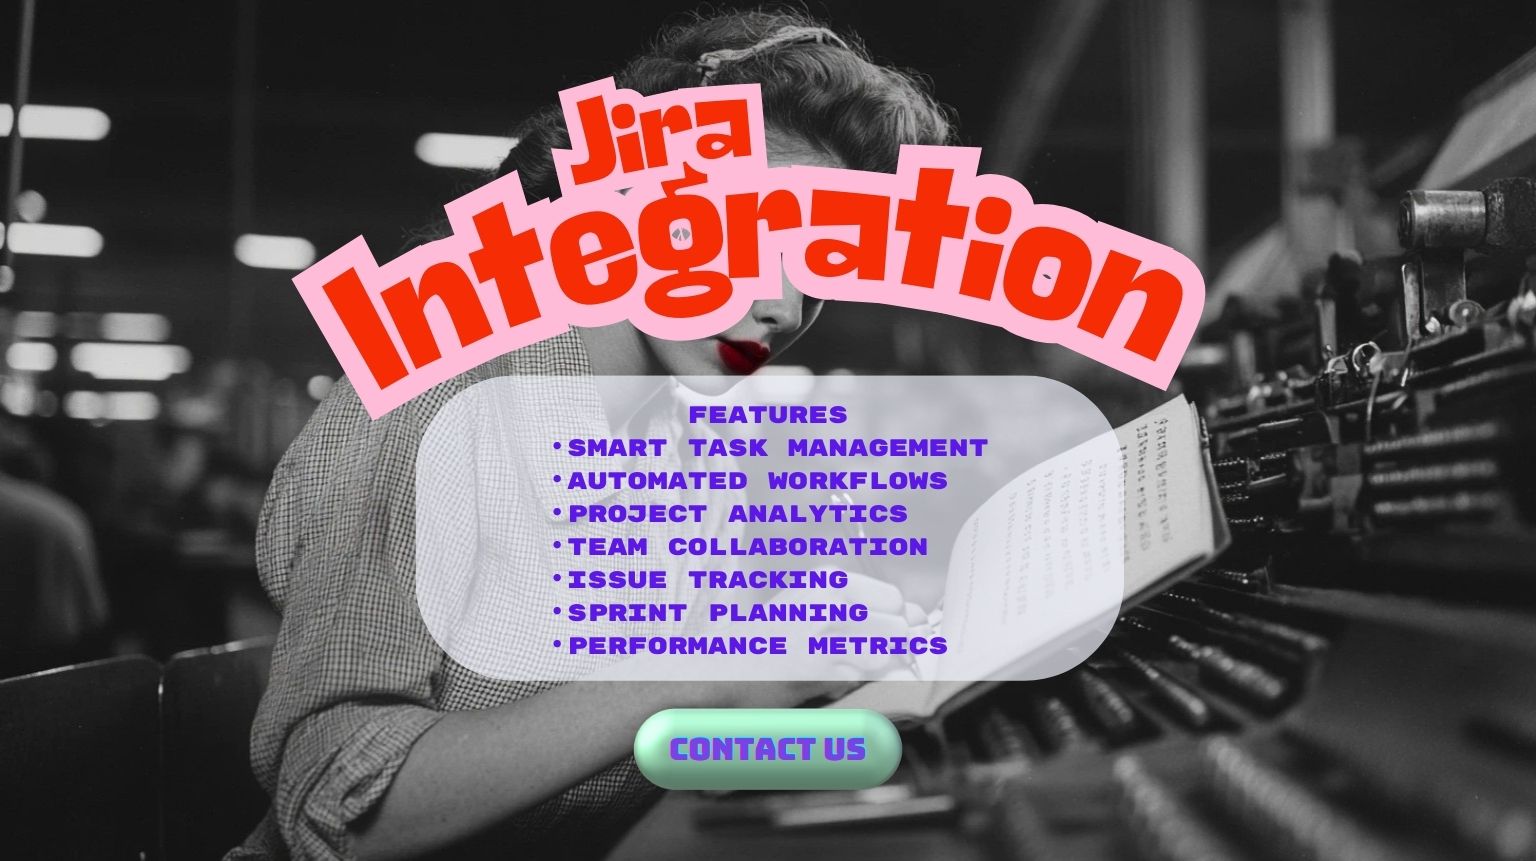 Jira
Integration
FEATURES
•SMART TASK MANAGEMENT
•AUTOMATED WORKFLOWS
•PROJECT ANALYTICS
•TEAM COLLABORATION
•ISSUE TRACKING
•SPRINT PLANNING
•PERFORMANCE METRICS
CONTACT US